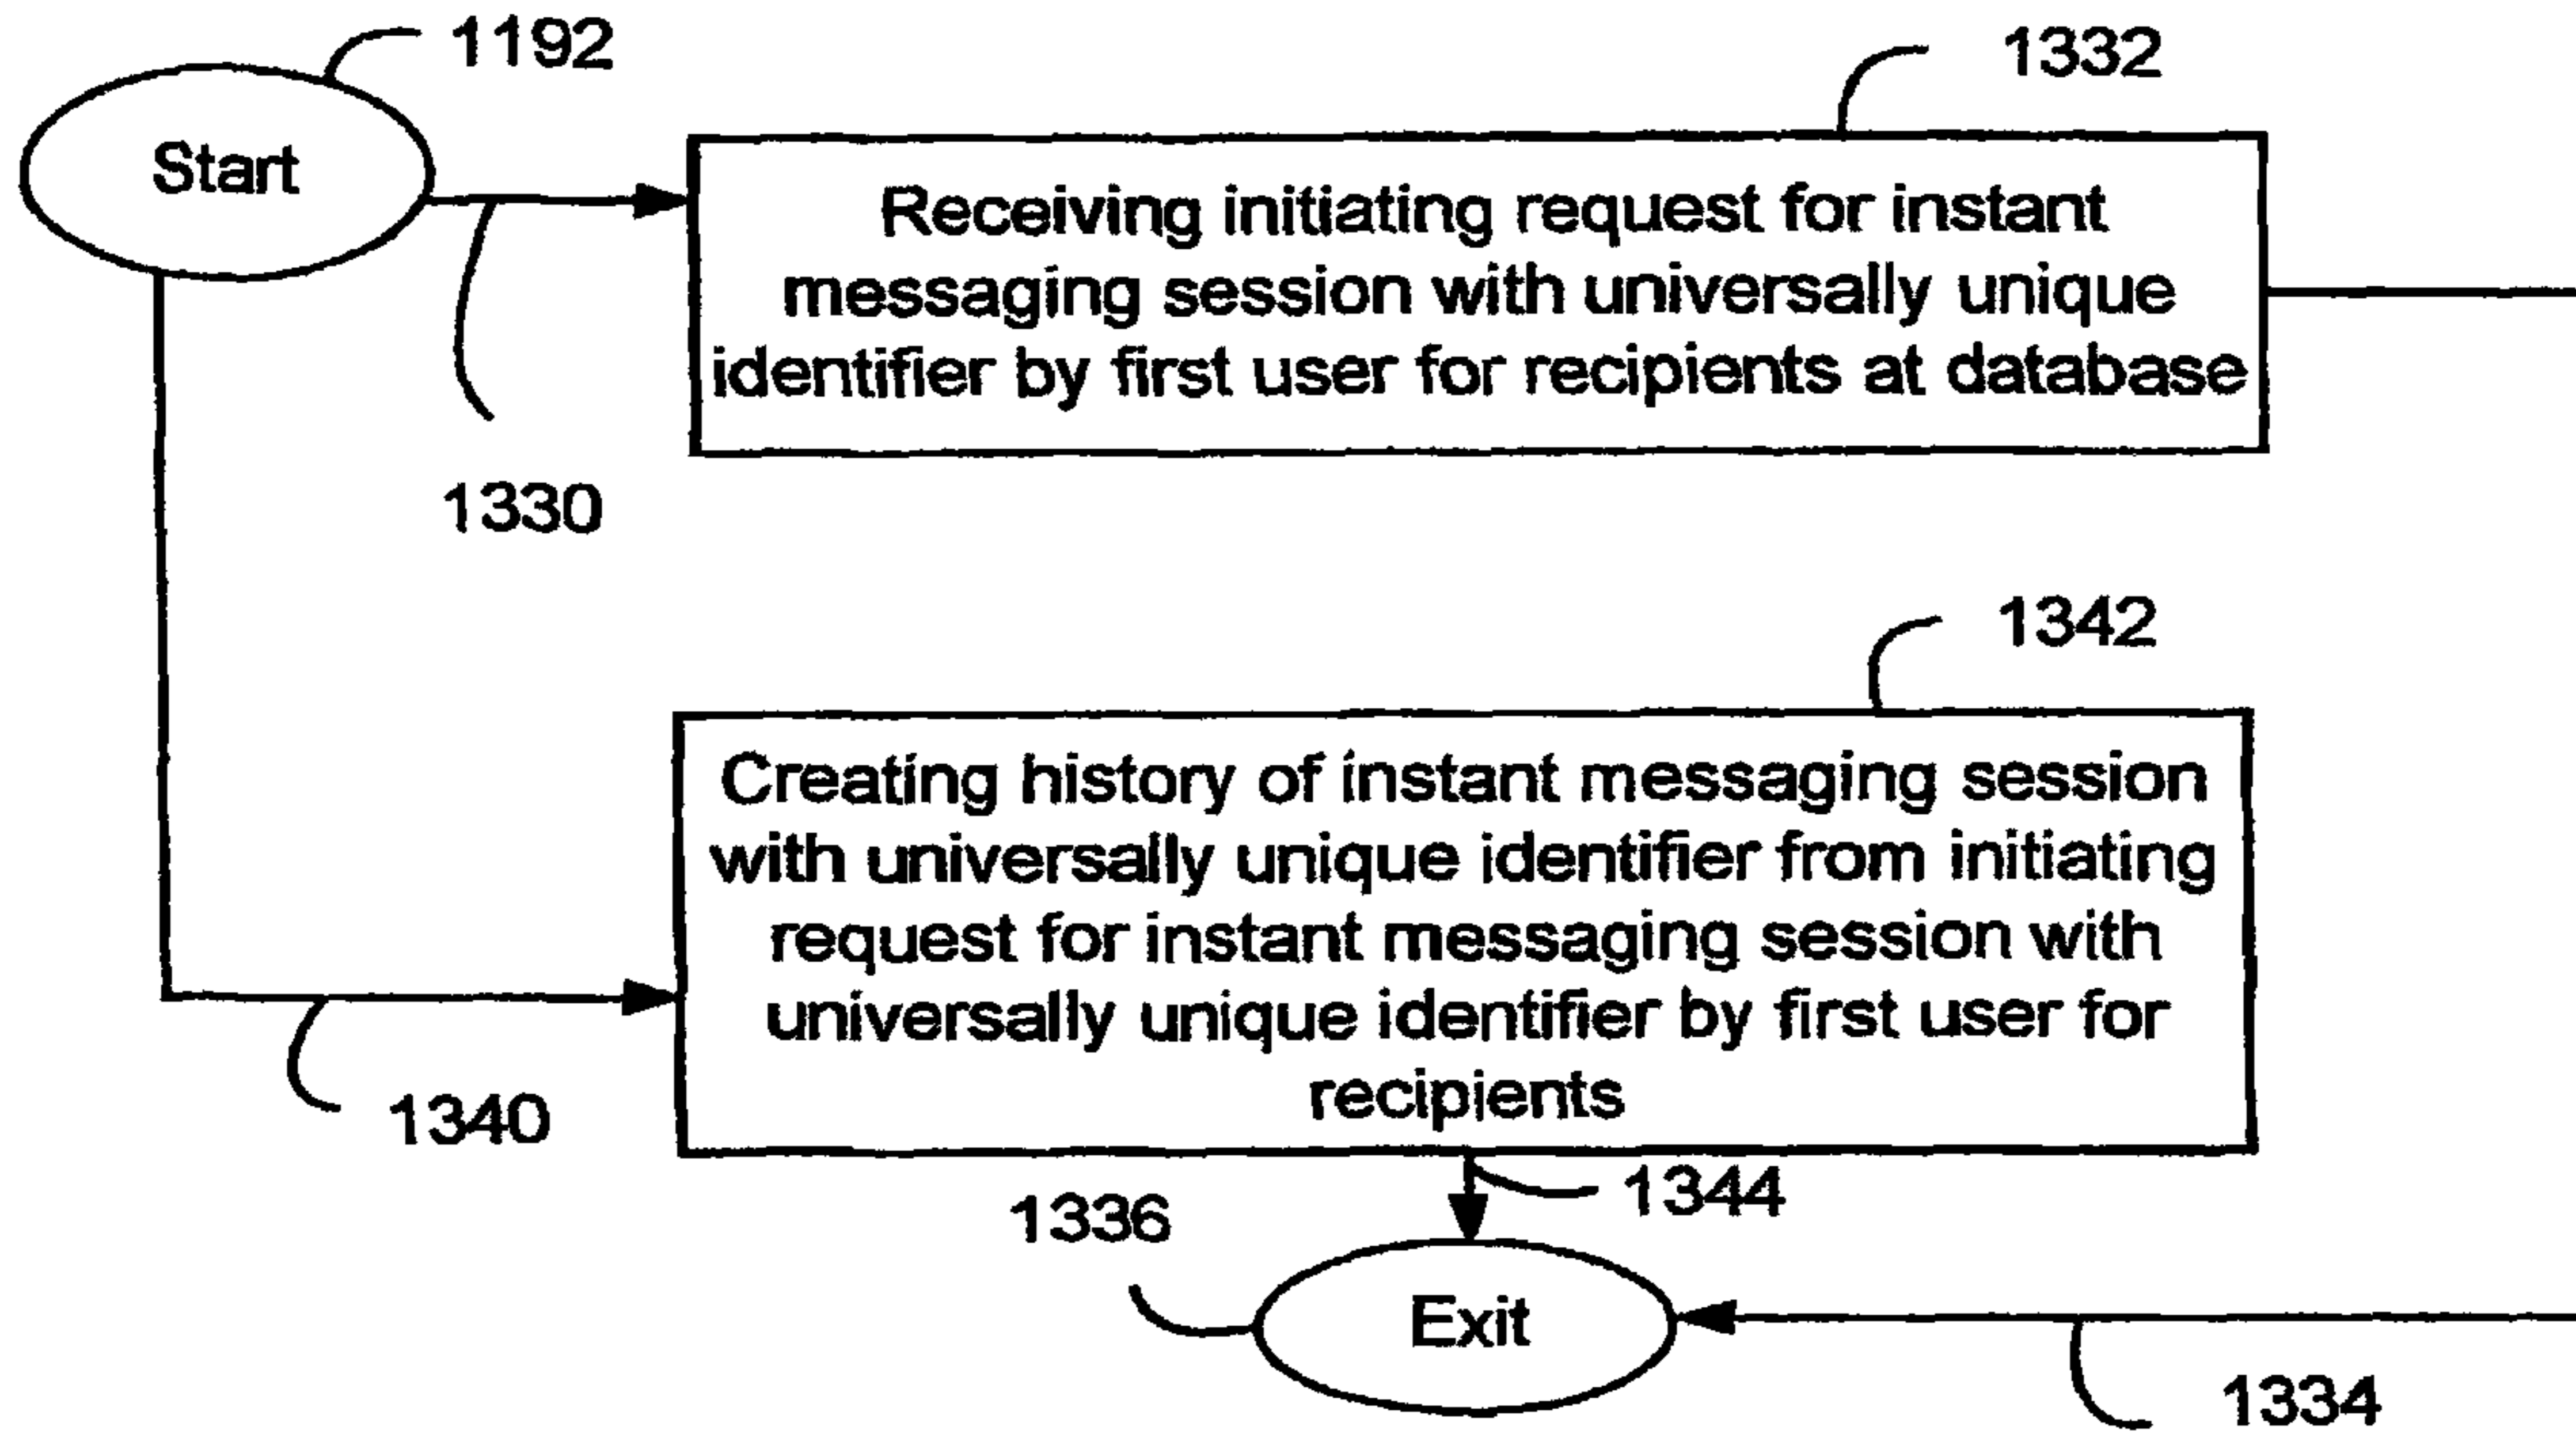 1192
Start
1332
Receiving initiating request for instant
messaging session with universally unique
identifier by first user for recipients at database
1330
1342
Creating history of instant messaging session
with universally unique identifier from initiating
request for instant messaging session with
universally unique identifier by first user for
recipients
1340
1344
1336
Exit
1334